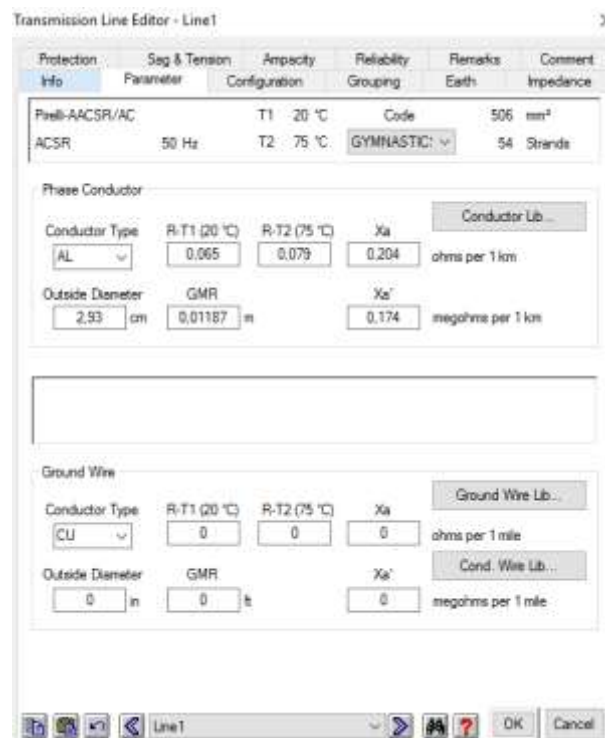 Transmission Line Editor - Line1
Protection Sag & Tension Ampacity Reliability Remarks Comment
Info Parameter Configuration Grouping Earth Impedance
Pirelli-AACSR/AC T1 20 °C Code 506 mm²
ACSR 50 Hz T2 75 °C GYMNASTIC: 54 Strands
Phase Conductor
Conductor Lib...
Conductor Type R-T1 (20 °C) R-T2 (75 °C) Xa
AL 0,065 0,079 0,204 ohms per 1 km
Outside Diameter GMR Xa'
2,93 cm 0,01187 m 0,174 megohms per 1 km
Ground Wire
Ground Wire Lib...
Conductor Type R-T1 (20 °C) R-T2 (75 °C) Xa
CU 0 0 0 ohms per 1 mile
Cond. Wire Lib...
Outside Diameter GMR Xa'
0 in 0 ft 0 megohms per 1 mile
Line1 OK Cancel